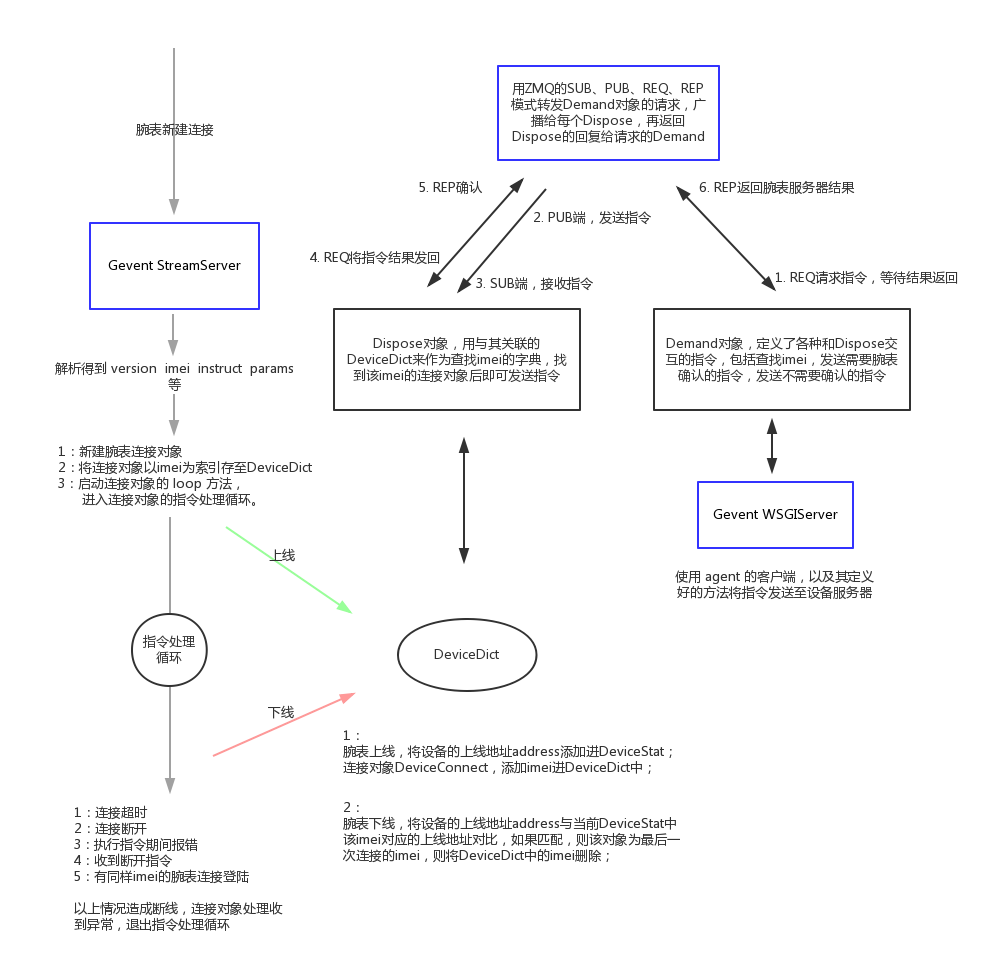 腕表新建连接
Gevent StreamServer
解析得到 version imei instruct params
等
1：新建腕表连接对象
2：将连接对象以imei为索引存至DeviceDict
3：启动连接对象的 loop 方法，
进入连接对象的指令处理循环。
上线
指令处理
循环
下线
1：连接超时
2：连接断开
3：执行指令期间报错
4：收到断开指令
5：有同样imei的腕表连接登陆
以上情况造成断线，连接对象处理收
到异常，退出指令处理循环
用ZMQ的SUB、PUB、REQ、REP
模式转发Demand对象的请求，广
播给每个Dispose，再返回
Dispose的回复给请求的Demand
5. REP确认
6. REP返回腕表服务器结果
2. PUB端，发送指令
4. REQ将指令结果发回
3. SUB端，接收指令
1. REQ请求指令，等待结果返回
Dispose对象，用与其关联的
DeviceDict来作为查找imei的字典，找
到该imei的连接对象后即可发送指令
Demand对象，定义了各种和Dispose交
互的指令，包括查找imei，发送需要腕表
确认的指令，发送不需要确认的指令
Gevent WSGIServer
使用 agent 的客户端，以及其定义
好的方法将指令发送至设备服务器
DeviceDict
1：
腕表上线，将设备的上线地址address添加进DeviceStat；
连接对象DeviceConnect，添加imei进DeviceDict中；
2：
腕表下线，将设备的上线地址address与当前DeviceStat中
该imei对应的上线地址对比，如果匹配，则该对象为最后一
次连接的imei，则将DeviceDict中的imei删除；